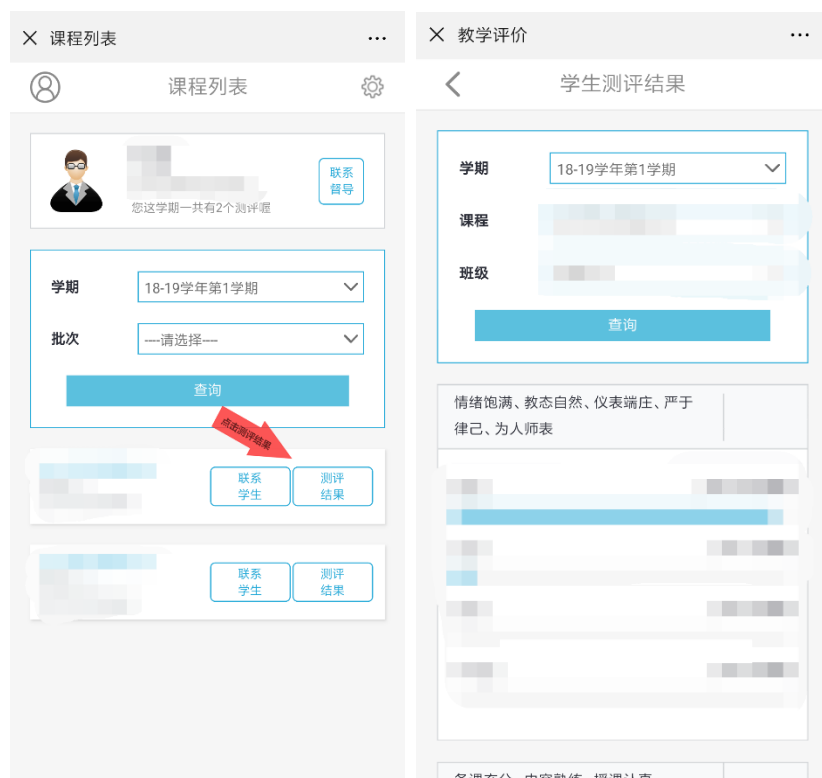 课程列表
课程列表
联系
督导
您这学期一共有2个测评喔
学期
18-19学年第1学期
批次
----请选择----
查询
点击测评结果
联系
学生
测评
结果
联系
学生
测评
结果
教学评价
学生测评结果
学期
18-19学年第1学期
课程
班级
查询
情绪饱满、教态自然、仪表端庄、严于
律己、为人师表